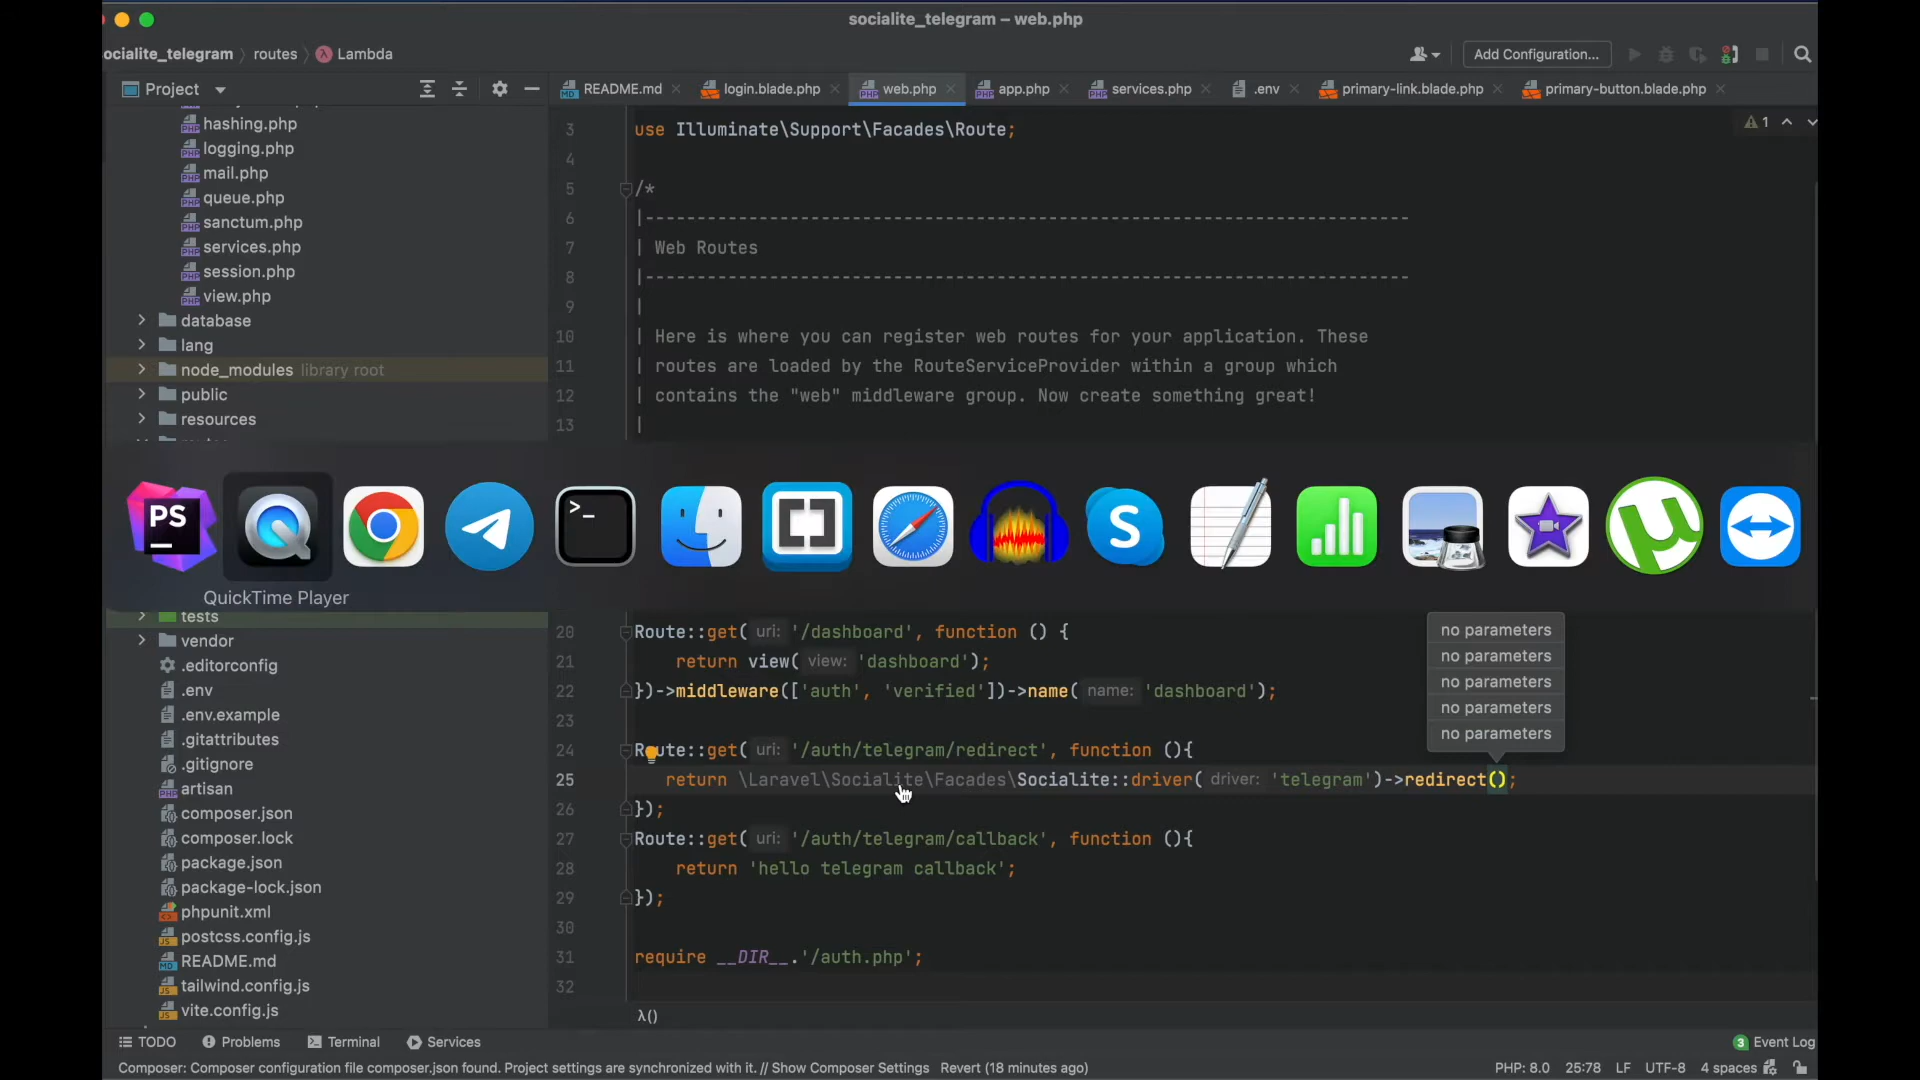 socialite_telegram – web.php
ocialite_telegram routes Lambda
Add Configuration...
Project
README.md
login.blade.php
web.php
app.php
services.php
.env
primary-link.blade.php
primary-button.blade.php
hashing.php
logging.php
mail.php
queue.php
sanctum.php
services.php
session.php
view.php
database
lang
node_modules library root
public
resources
3 use Illuminate\Support\Facades\Route;
1
4
5 /*
6 |--------------------------------------------------------------------------
7 | Web Routes
8 |--------------------------------------------------------------------------
9 |
10 | Here is where you can register web routes for your application. These
11 | routes are loaded by the RouteServiceProvider within a group which
12 | contains the "web" middleware group. Now create something great!
13 |
PS
>_
S
QuickTime Player
tests
vendor
.editorconfig
.env
.env.example
.gitattributes
.gitignore
artisan
composer.json
composer.lock
package.json
package-lock.json
phpunit.xml
postcss.config.js
README.md
tailwind.config.js
vite.config.js
20 Route::get( uri: '/dashboard', function () {
21 return view( view: 'dashboard');
22 })->middleware(['auth', 'verified'])->name( name: 'dashboard');
23
24 Route::get( uri: '/auth/telegram/redirect', function (){
25 return \Laravel\Socialite\Facades\Socialite::driver( driver: 'telegram')->redirect();
26 });
27 Route::get( uri: '/auth/telegram/callback', function (){
28 return 'hello telegram callback';
29 });
30
31 require __DIR__.'/auth.php';
32
no parameters
no parameters
no parameters
no parameters
no parameters
λ()
TODO Problems Terminal Services
3 Event Log
Composer: Composer configuration file composer.json found. Project settings are synchronized with it. // Show Composer Settings Revert (18 minutes ago)
PHP: 8.0 25:78 LF UTF-8 4 spaces